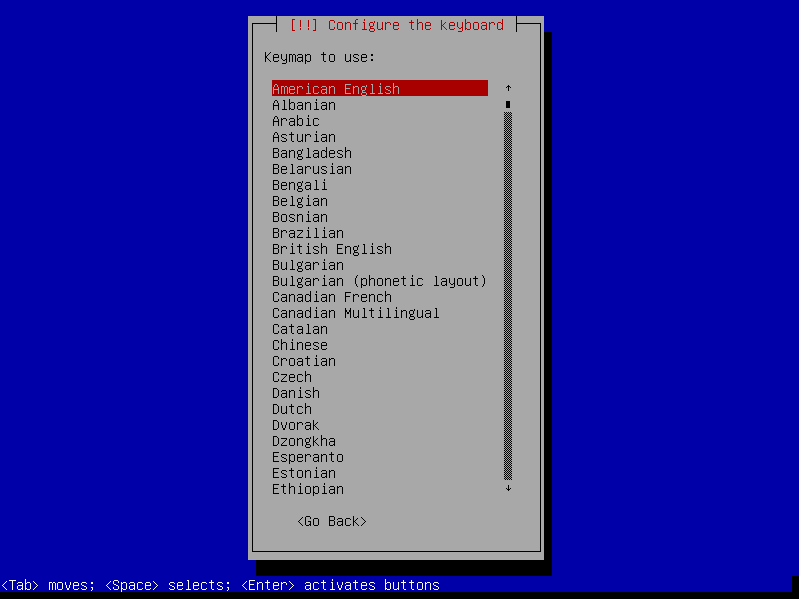 [!!] Configure the keyboard
Keymap to use:
American English
Albanian
Arabic
Asturian
Bangladesh
Belarusian
Bengali
Belgian
Bosnian
Brazilian
British English
Bulgarian
Bulgarian (phonetic layout)
Canadian French
Canadian Multilingual
Catalan
Chinese
Croatian
Czech
Danish
Dutch
Dvorak
Dzongkha
Esperanto
Estonian
Ethiopian
<Go Back>
<Tab> moves; <Space> selects; <Enter> activates buttons